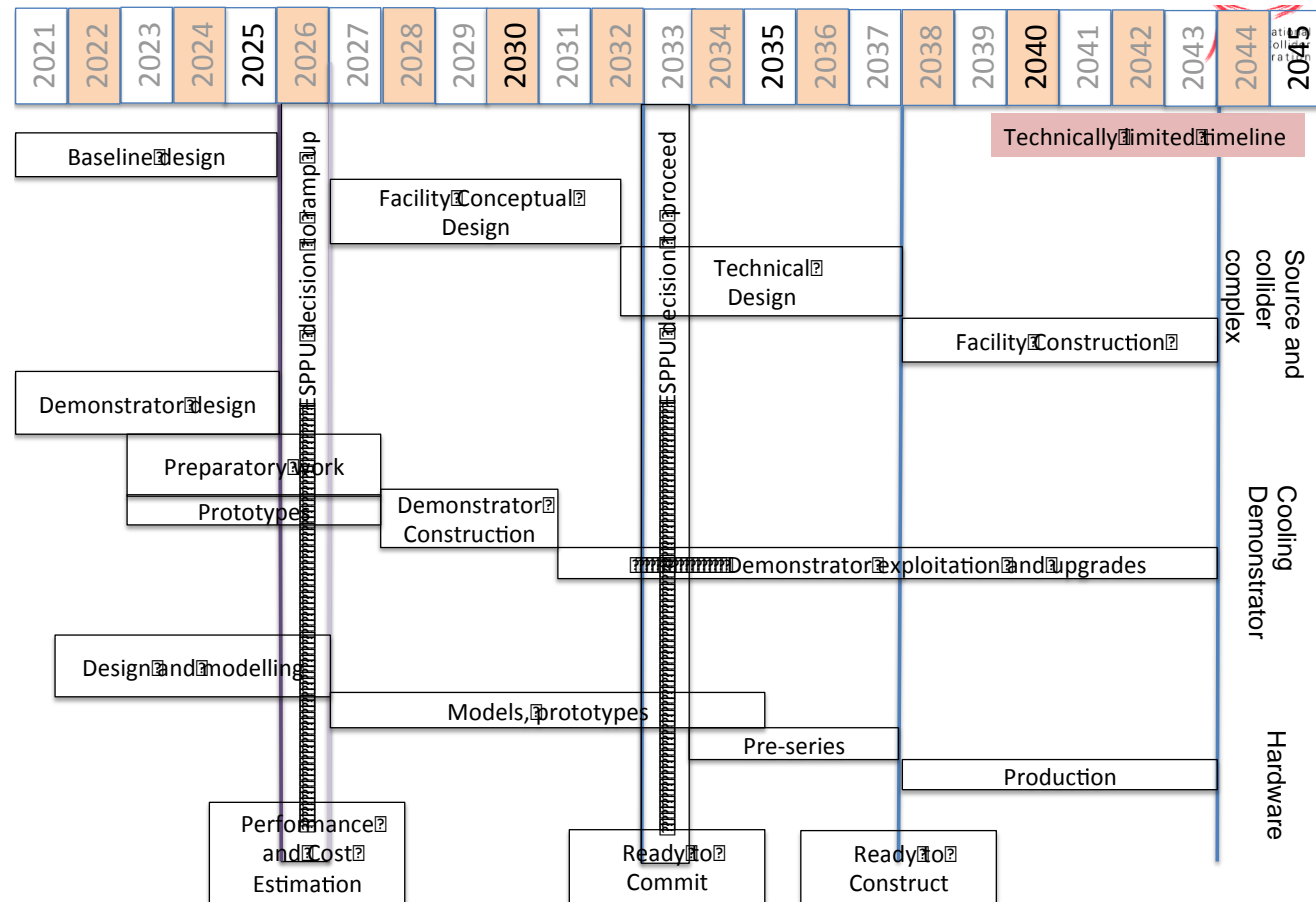 2021 2022 2023 2024 2025 2026 2027 2028 2029 2030 2031 2032 2033 2034 2035 2036 2037 2038 2039 2040 2041 2042 2043 2044 2045
ational
ollider
ration
Technically limited timeline
Baseline design
ESPPU decision to ramp up
ESPPU decision to proceed
Facility Conceptual
Design
Technical
Design
Facility Construction
Source and
collider
complex
Demonstrator design
Preparatory work
Prototypes
Demonstrator
Construction
Demonstrator exploitation and upgrades
Cooling
Demonstrator
Design and modelling
Models, prototypes
Pre-series
Production
Hardware
Performance
and Cost
Estimation
Ready to
Commit
Ready to
Construct